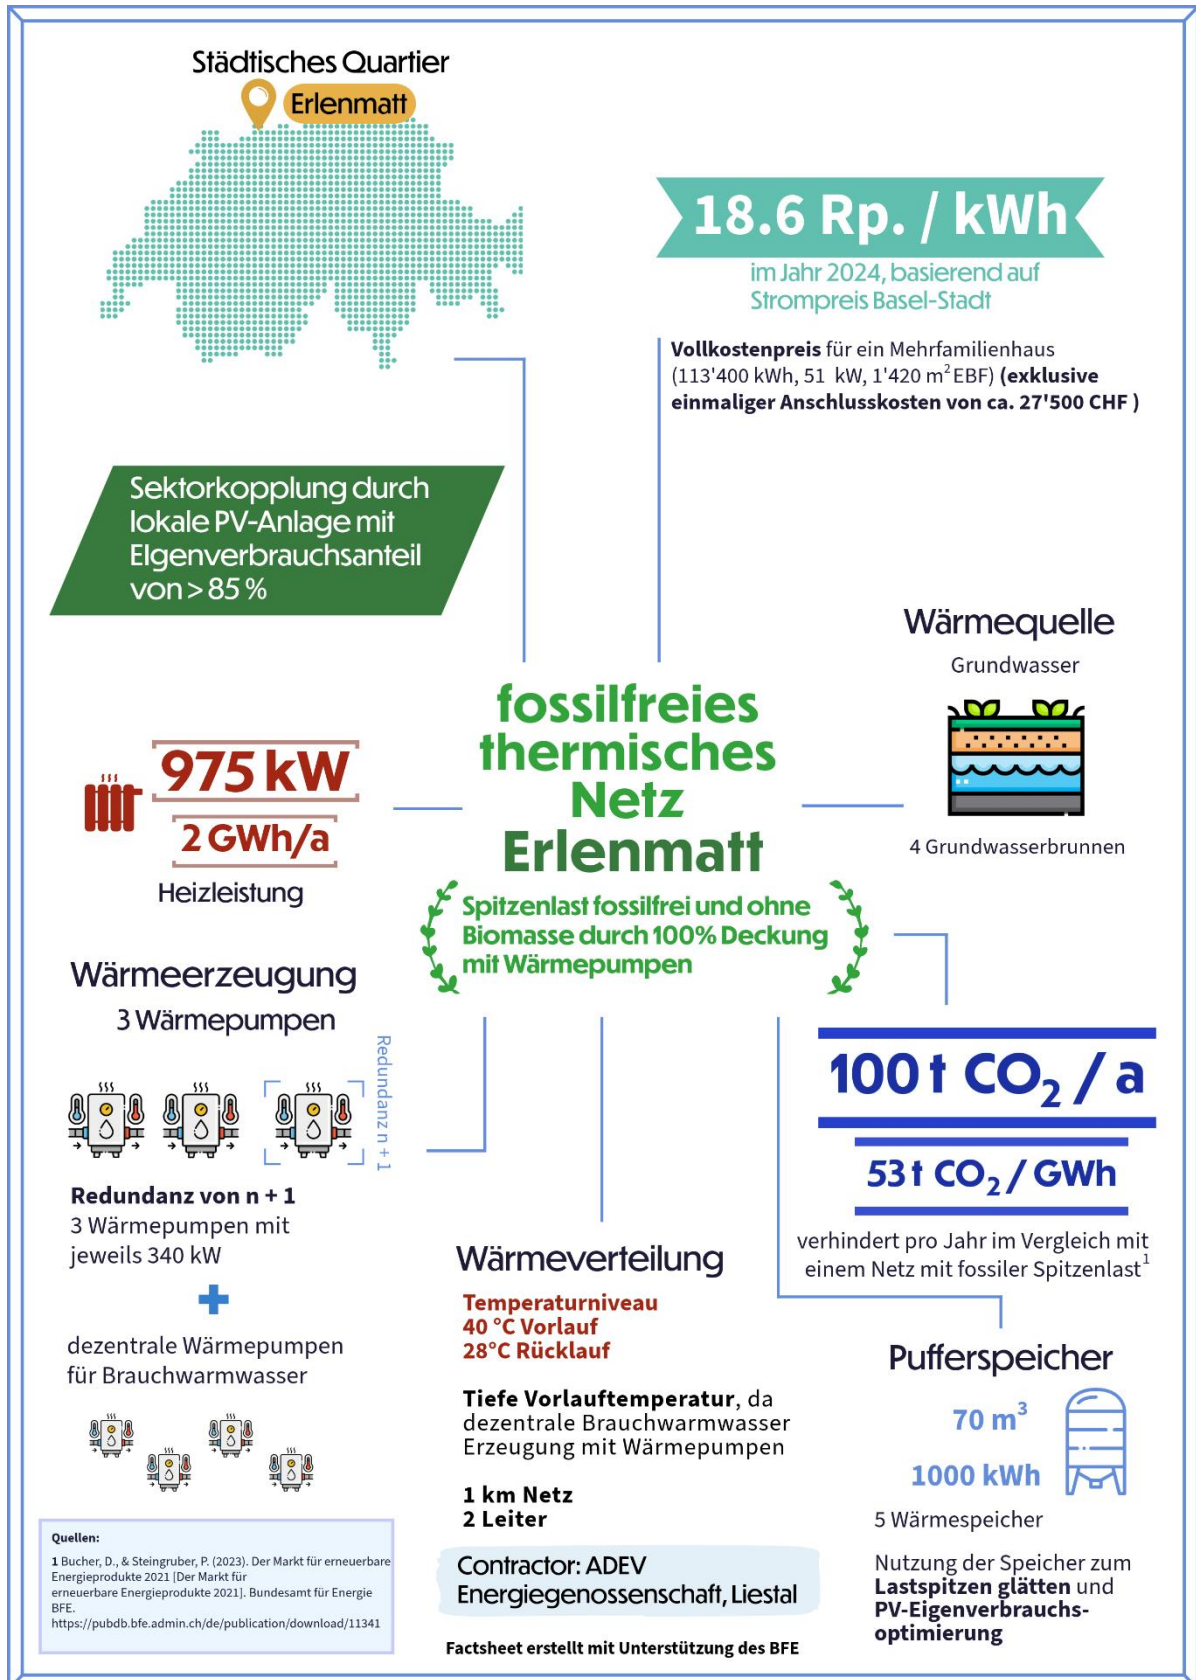 Städtisches Quartier
Erlenmatt
18.6 Rp. / kWh
im Jahr 2024, basierend auf
Strompreis Basel-Stadt
Vollkostenpreis für ein Mehrfamilienhaus
(113'400 kWh, 51 kW, 1'420 m² EBF) (exklusive
einmaliger Anschlusskosten von ca. 27'500 CHF )
Sektorkopplung durch
lokale PV-Anlage mit
EIgenverbrauchsanteil
von > 85 %
Wärmequelle
Grundwasser
4 Grundwasserbrunnen
fossilfreies
thermisches
Netz
Erlenmatt
Spitzenlast fossilfrei und ohne
Biomasse durch 100% Deckung
mit Wärmepumpen
975 kW
2 GWh/a
Heizleistung
Wärmeerzeugung
3 Wärmepumpen
Redundanz n + 1
Redundanz von n + 1
3 Wärmepumpen mit
jeweils 340 kW
dezentrale Wärmepumpen
für Brauchwarmwasser
100 t CO₂ / a
53 t CO₂ / GWh
verhindert pro Jahr im Vergleich mit
einem Netz mit fossiler Spitzenlast¹
Wärmeverteilung
Temperaturniveau
40 °C Vorlauf
28°C Rücklauf
Tiefe Vorlauftemperatur, da
dezentrale Brauchwarmwasser
Erzeugung mit Wärmepumpen
1 km Netz
2 Leiter
Pufferspeicher
70 m³
1000 kWh
5 Wärmespeicher
Nutzung der Speicher zum
Lastspitzen glätten und
PV-Eigenverbrauchs-
optimierung
Contractor: ADEV
Energiegenossenschaft, Liestal
Factsheet erstellt mit Unterstützung des BFE
Quellen:
1 Bucher, D., & Steingruber, P. (2023). Der Markt für erneuerbare
Energieprodukte 2021 [Der Markt für
erneuerbare Energieprodukte 2021]. Bundesamt für Energie
BFE.
https://pubdb.bfe.admin.ch/de/publication/download/11341